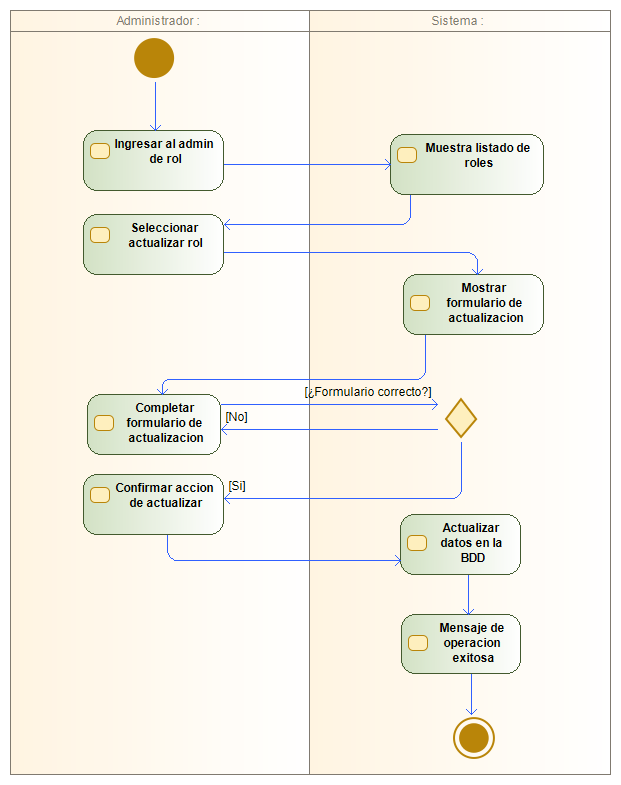 Administrador :
Sistema :
Ingresar al admin
de rol
Muestra listado de
roles
Seleccionar
actualizar rol
Mostrar
formulario de
actualizacion
[¿Formulario correcto?]
Completar
formulario de
actualizacion
[No]
[Si]
Confirmar accion
de actualizar
Actualizar
datos en la
BDD
Mensaje de
operacion
exitosa